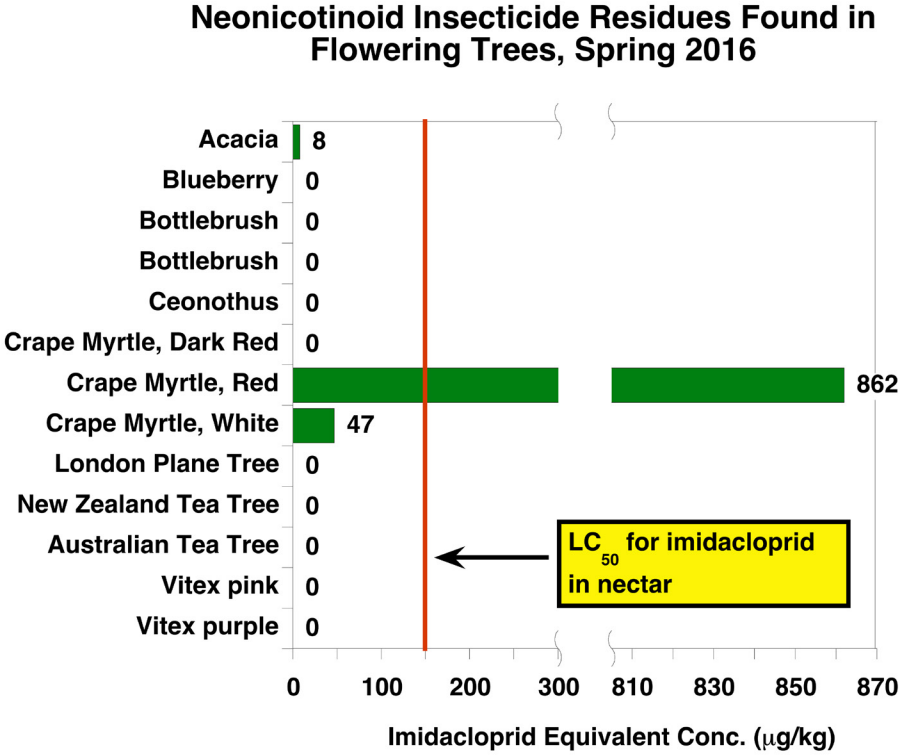 Neonicotinoid Insecticide Residues Found in
Flowering Trees, Spring 2016
Acacia 8
Blueberry 0
Bottlebrush 0
Bottlebrush 0
Ceonothus 0
Crape Myrtle, Dark Red 0
Crape Myrtle, Red 862
Crape Myrtle, White 47
London Plane Tree 0
New Zealand Tea Tree 0
Australian Tea Tree 0
Vitex pink 0
Vitex purple 0
LC50 for imidacloprid
in nectar
0 100 200 300 810 830 850 870
Imidacloprid Equivalent Conc. (μg/kg)